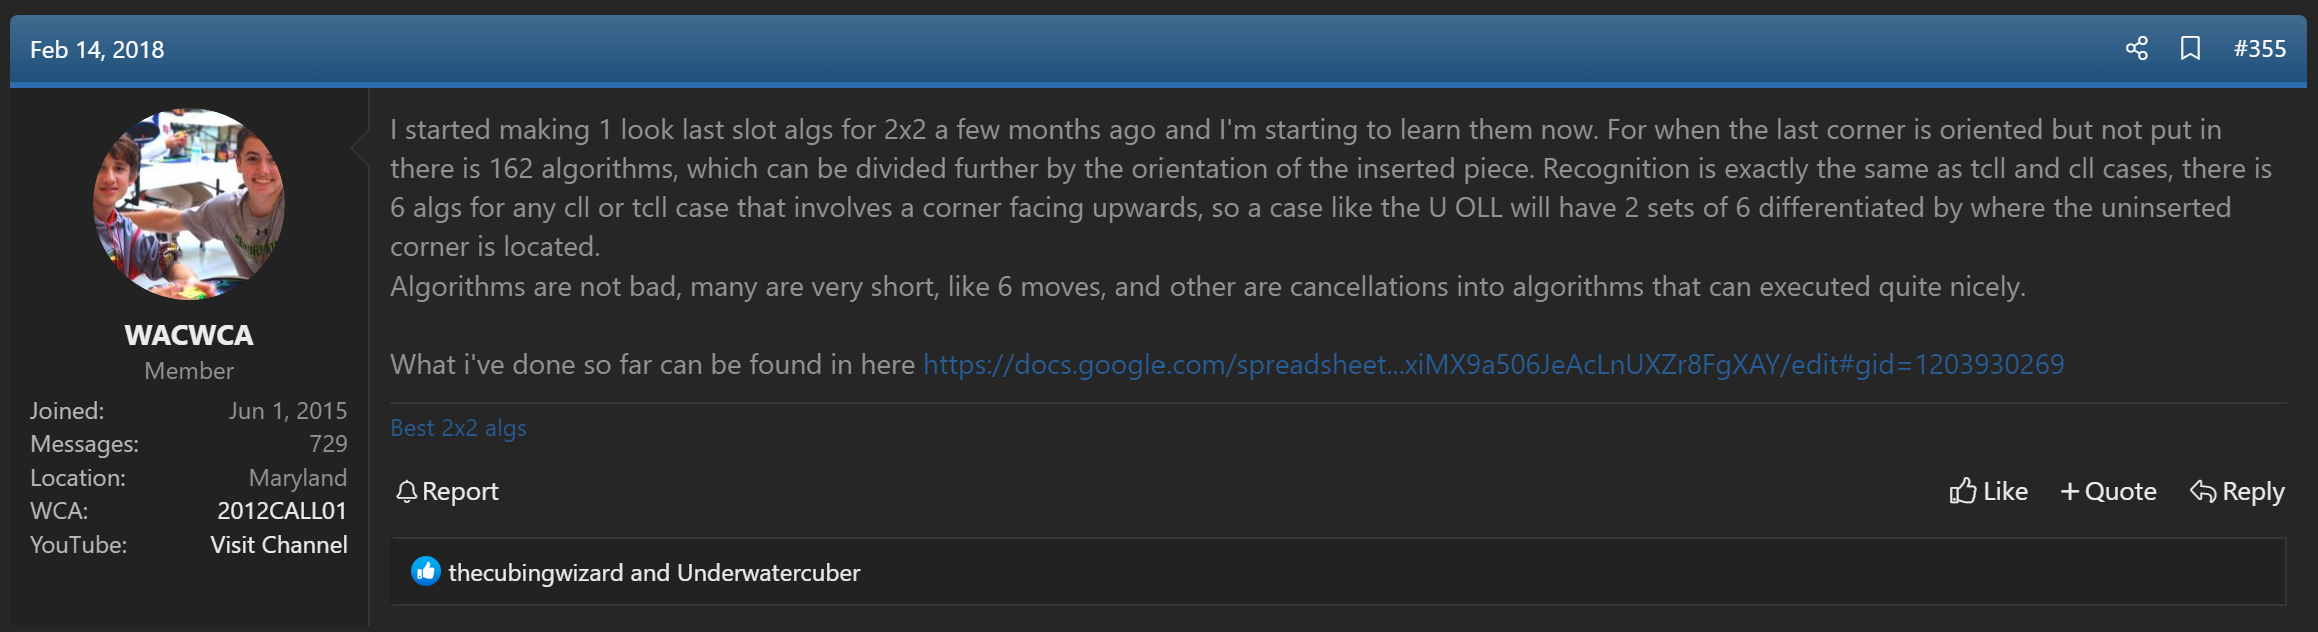 Feb 14, 2018
#355
WACWCA
Member
Joined: Jun 1, 2015
Messages: 729
Location: Maryland
WCA: 2012CALL01
YouTube: Visit Channel
I started making 1 look last slot algs for 2x2 a few months ago and I'm starting to learn them now. For when the last corner is oriented but not put in
there is 162 algorithms, which can be divided further by the orientation of the inserted piece. Recognition is exactly the same as tcll and cll cases, there is
6 algs for any cll or tcll case that involves a corner facing upwards, so a case like the U OLL will have 2 sets of 6 differentiated by where the uninserted
corner is located.
Algorithms are not bad, many are very short, like 6 moves, and other are cancellations into algorithms that can executed quite nicely.
What i've done so far can be found in here https://docs.google.com/spreadsheet...xiMX9a506JeAcLnUXZr8FgXAY/edit#gid=1203930269
Best 2x2 algs
Report
Like
Quote
Reply
thecubingwizard and Underwatercuber